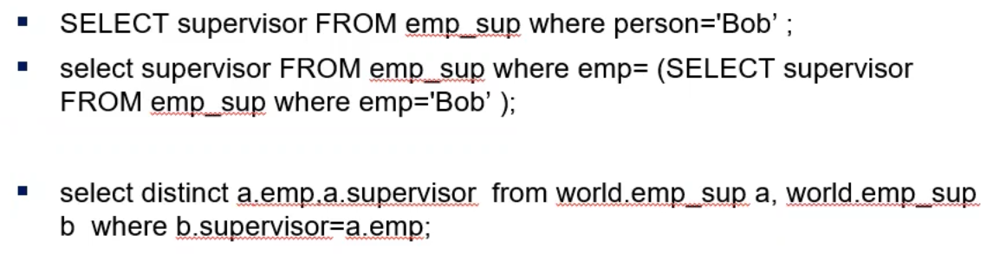 ▪ SELECT supervisor FROM emp_sup where person='Bob’ ;
▪ select supervisor FROM emp_sup where emp= (SELECT supervisor
FROM emp_sup where emp='Bob’ );
▪ select distinct a.emp,a.supervisor  from world.emp_sup a, world.emp_sup
b  where b.supervisor=a.emp;